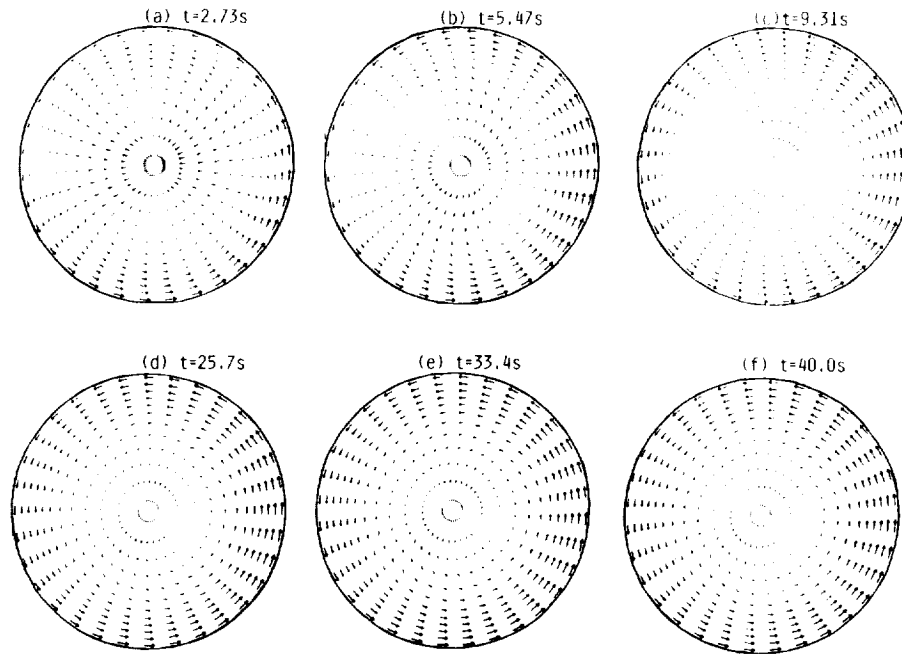 (a) t=2.73s
(b) t=5.47s
(c)t=9.31s
(d) t=25.7s
(e) t=33.4s
(f) t=40.0s